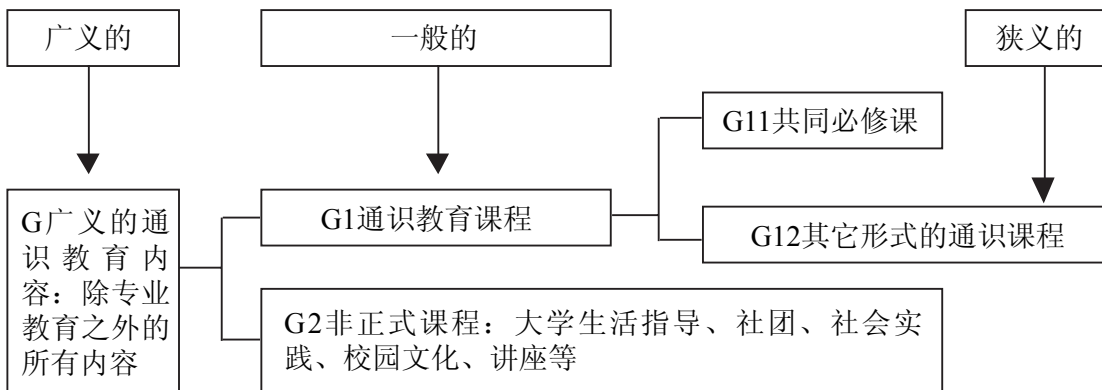 广义的
一般的
狭义的
G11共同必修课
G广义的通
识教育内
容：除专业
教育之外的
所有内容
G1通识教育课程
G12其它形式的通识课程
G2非正式课程：大学生活指导、社团、社会实
践、校园文化、讲座等